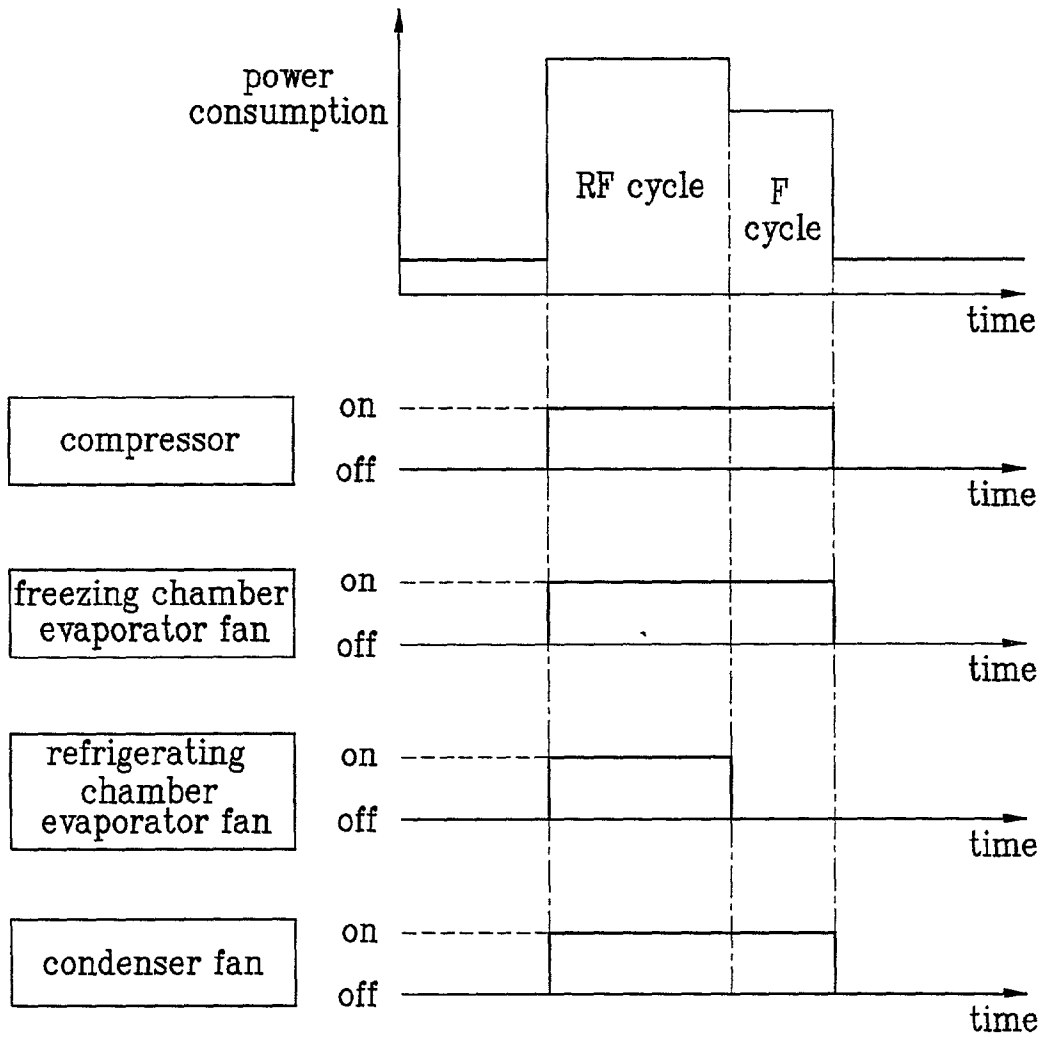 power
consumption
RF cycle
F
cycle
time
compressor
on
off
time
freezing chamber
evaporator fan
on
off
time
refrigerating
chamber
evaporator fan
on
off
time
condenser fan
on
off
time